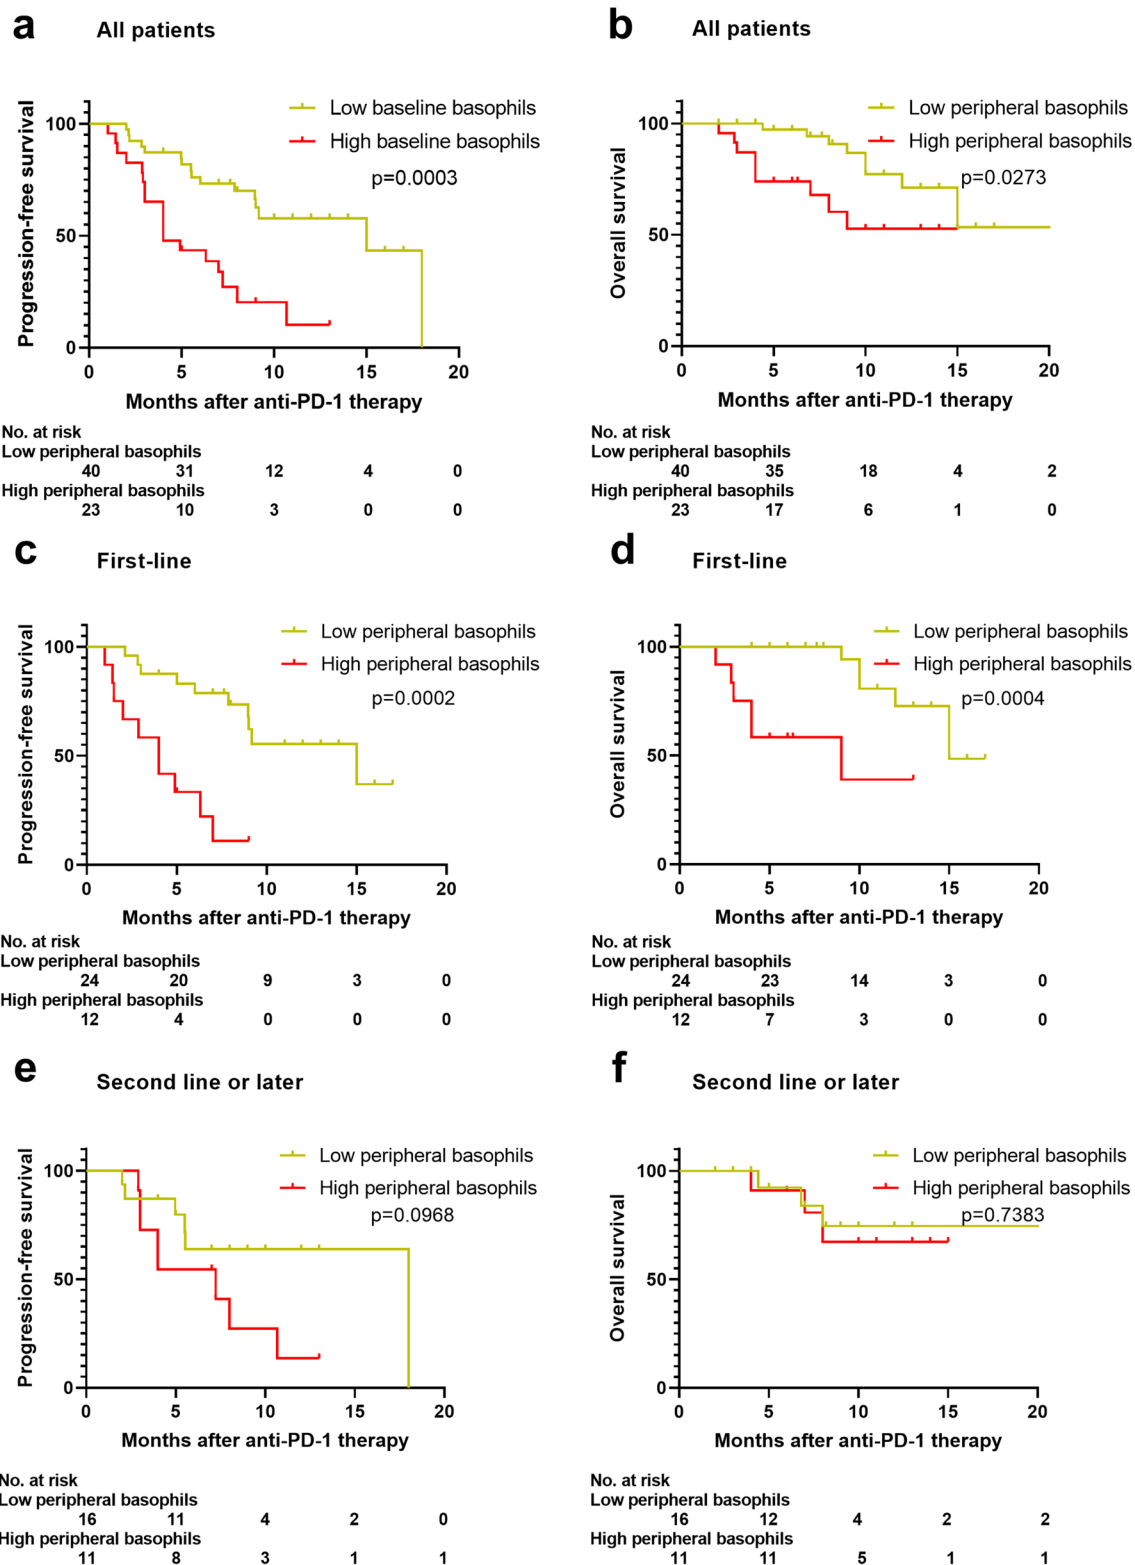 a
All patients
Progression-free survival
100
50
0
Low baseline basophils
High baseline basophils
p=0.0003
0 5 10 15 20
Months after anti-PD-1 therapy
No. at risk
Low peripheral basophils
40 31 12 4 0
High peripheral basophils
23 10 3 0 0
b
All patients
Overall survival
100
50
0
Low peripheral basophils
High peripheral basophils
p=0.0273
0 5 10 15 20
Months after anti-PD-1 therapy
No. at risk
Low peripheral basophils
40 35 18 4 2
High peripheral basophils
23 17 6 1 0
c
First-line
Progression-free survival
100
50
0
Low peripheral basophils
High peripheral basophils
p=0.0002
0 5 10 15 20
Months after anti-PD-1 therapy
No. at risk
Low peripheral basophils
24 20 9 3 0
High peripheral basophils
12 4 0 0 0
d
First-line
Overall survival
100
50
0
Low peripheral basophils
High peripheral basophils
p=0.0004
0 5 10 15 20
Months after anti-PD-1 therapy
No. at risk
Low peripheral basophils
24 23 14 3 0
High peripheral basophils
12 7 3 0 0
e
Second line or later
Progression-free survival
100
50
0
Low peripheral basophils
High peripheral basophils
p=0.0968
0 5 10 15 20
Months after anti-PD-1 therapy
No. at risk
Low peripheral basophils
16 11 4 2 0
High peripheral basophils
11 8 3 1 1
f
Second line or later
Overall survival
100
50
0
Low peripheral basophils
High peripheral basophils
p=0.7383
0 5 10 15 20
Months after anti-PD-1 therapy
No. at risk
Low peripheral basophils
16 12 4 2 2
High peripheral basophils
11 11 5 1 1